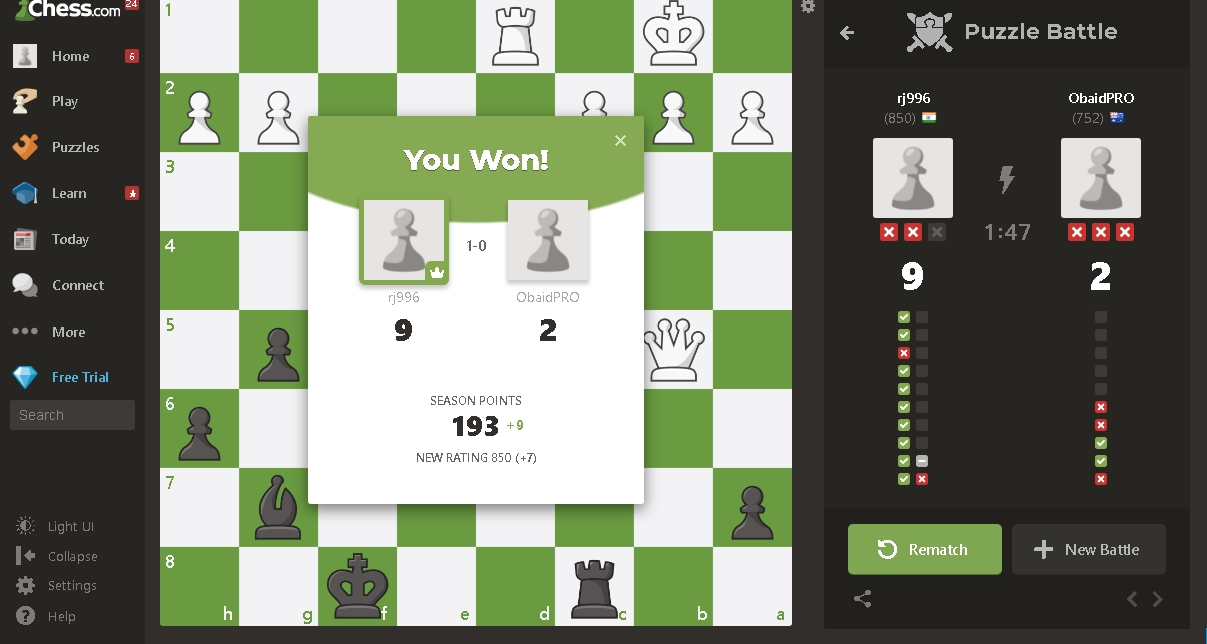 Chess.com 24
Home 6
Play
Puzzles
Learn
Today
Connect
More
Free Trial
Search
Light UI
Collapse
Settings
Help
1
2
3
4
5
6
7
8
h g f e d c b a
You Won!
1-0
rj996 ObaidPRO
9 2
SEASON POINTS
193 +9
NEW RATING 850 (+7)
Puzzle Battle
rj996 ObaidPRO
(850) (752)
1:47
9 2
Rematch New Battle